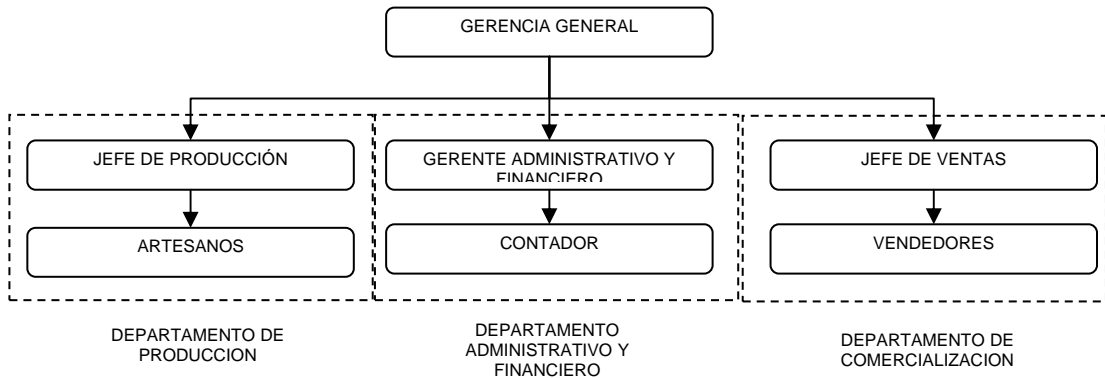 GERENCIA GENERAL
JEFE DE PRODUCCIÓN
GERENTE ADMINISTRATIVO Y
FINANCIERO
JEFE DE VENTAS
ARTESANOS
CONTADOR
VENDEDORES
DEPARTAMENTO DE
PRODUCCION
DEPARTAMENTO
ADMINISTRATIVO Y
FINANCIERO
DEPARTAMENTO DE
COMERCIALIZACION